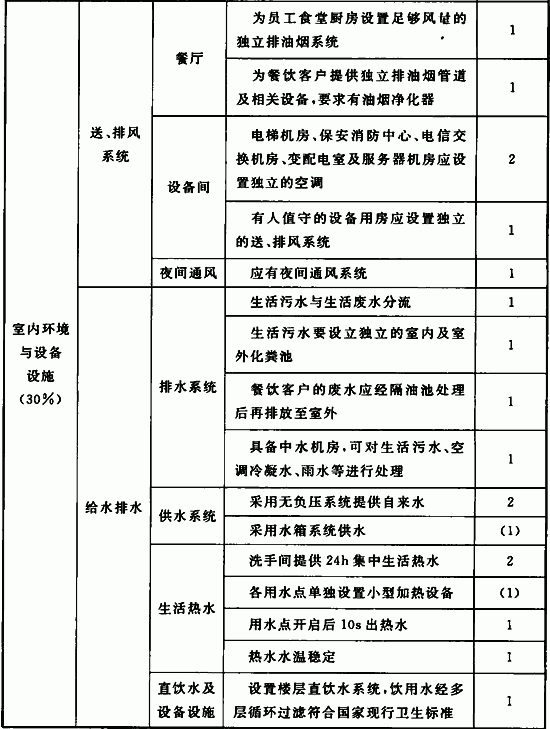 为员工食堂厨房设置足够风量的
独立排油烟系统
1
餐厅
为餐饮客户提供独立排油烟管道
及相关设备,要求有油烟净化器
1
送、排风
系统
电梯机房、保安消防中心、电信交
换机房、变配电室及服务器机房应设
置独立的空调
2
设备间
有人值守的设备用房应设置独立
的送、排风系统
1
夜间通风
应有夜间通风系统
1
室内环境
与设备
设施
(30%)
生活污水与生活废水分流
1
生活污水要设立独立的室内及室
外化粪池
1
排水系统
餐饮客户的废水应经隔油池处理
后再排放至室外
1
具备中水机房,可对生活污水、空
调冷凝水、雨水等进行处理
1
给水排水
供水系统
采用无负压系统提供自来水
2
采用水箱系统供水
(1)
生活热水
洗手间提供24h集中生活热水
2
各用水点单独设置小型加热设备
(1)
用水点开启后10s出热水
1
热水水温稳定
1
直饮水及
设备设施
设置楼层直饮水系统,饮用水经多
层循环过滤符合国家现行卫生标准
1